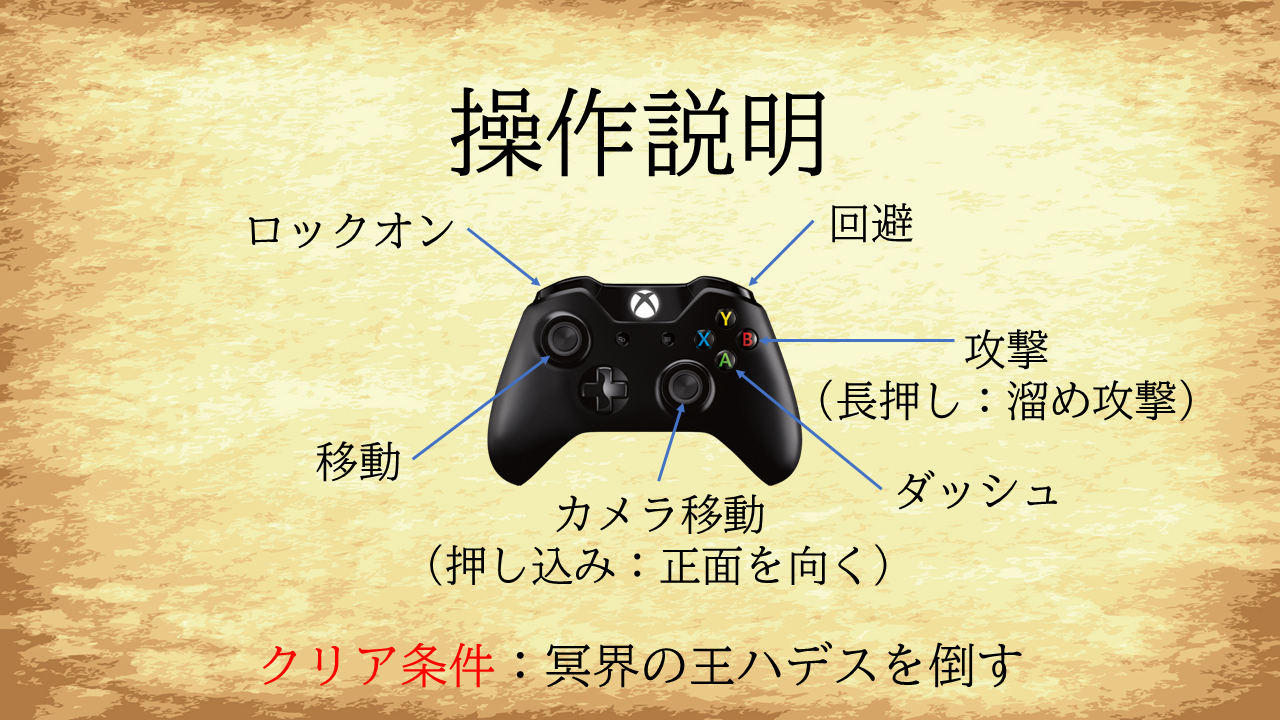 操作説明
ロックオン
回避
Y
X
B
A
攻撃
（長押し：溜め攻撃）
移動
ダッシュ
カメラ移動
（押し込み：正面を向く）
クリア条件：冥界の王ハデスを倒す